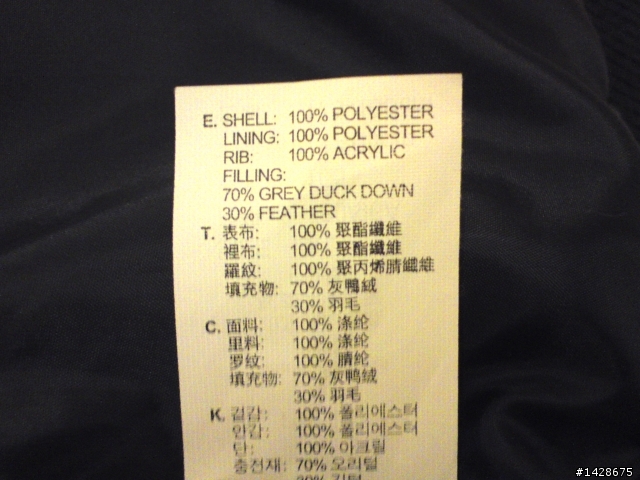 E. SHELL: 100% POLYESTER
LINING: 100% POLYESTER
RIB: 100% ACRYLIC
FILLING:
70% GREY DUCK DOWN
30% FEATHER
T. 表布: 100% 聚酯纖維
裡布: 100% 聚酯纖維
羅紋: 100% 聚丙烯腈纖維
填充物: 70% 灰鴨絨
30% 羽毛
C. 面料: 100% 涤纶
里料: 100% 涤纶
罗纹: 100% 腈纶
填充物: 70% 灰鸭绒
30% 羽毛
K. 겉감: 100% 폴리에스터
안감: 100% 폴리에스터
단: 100% 아크릴
충전재: 70% 오리털
30% 깃털
#1428675